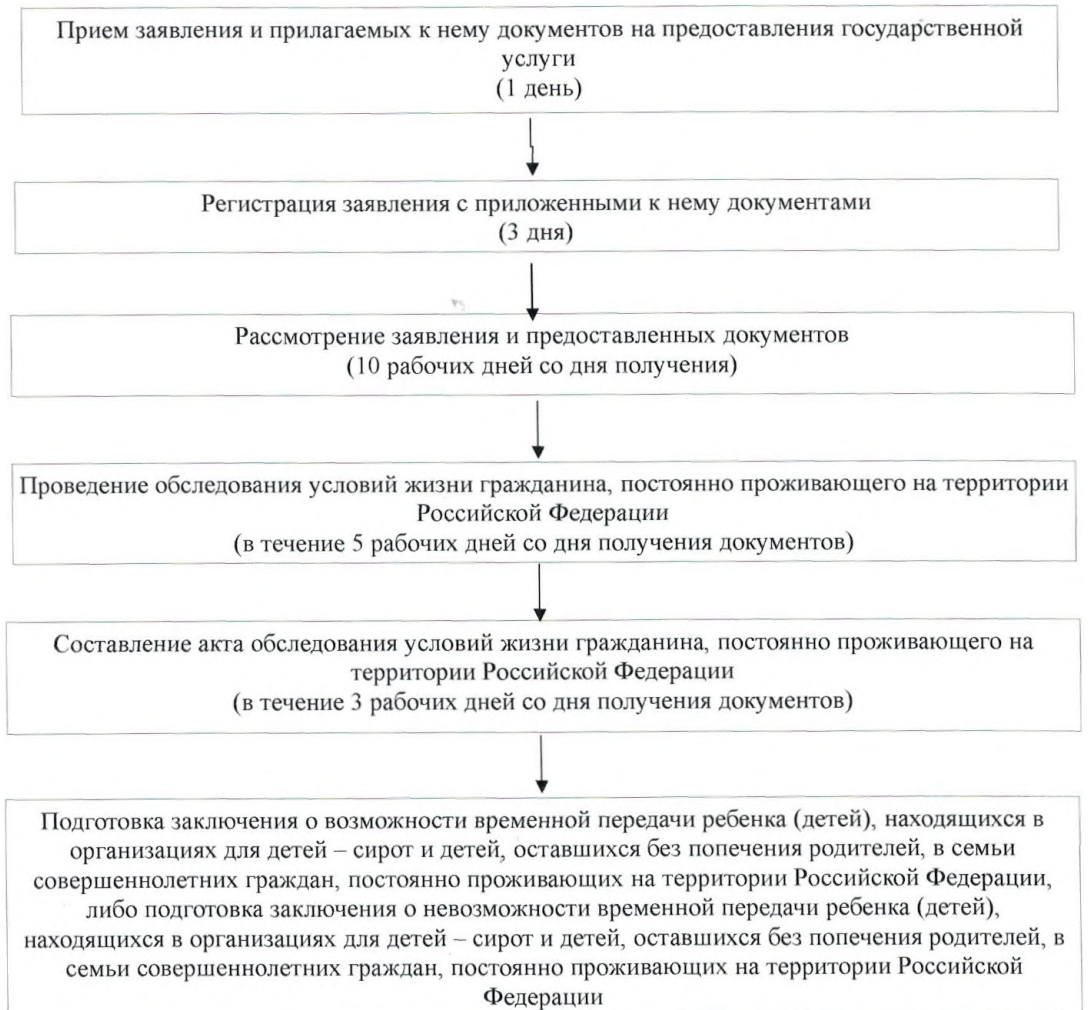 Прием заявления и прилагаемых к нему документов на предоставления государственной
услуги
(1 день)
Регистрация заявления с приложенными к нему документами
(3 дня)
Рассмотрение заявления и предоставленных документов
(10 рабочих дней со дня получения)
Проведение обследования условий жизни гражданина, постоянно проживающего на территории
Российской Федерации
(в течение 5 рабочих дней со дня получения документов)
Составление акта обследования условий жизни гражданина, постоянно проживающего на
территории Российской Федерации
(в течение 3 рабочих дней со дня получения документов)
Подготовка заключения о возможности временной передачи ребенка (детей), находящихся в
организациях для детей – сирот и детей, оставшихся без попечения родителей, в семьи
совершеннолетних граждан, постоянно проживающих на территории Российской Федерации,
либо подготовка заключения о невозможности временной передачи ребенка (детей),
находящихся в организациях для детей – сирот и детей, оставшихся без попечения родителей, в
семьи совершеннолетних граждан, постоянно проживающих на территории Российской
Федерации